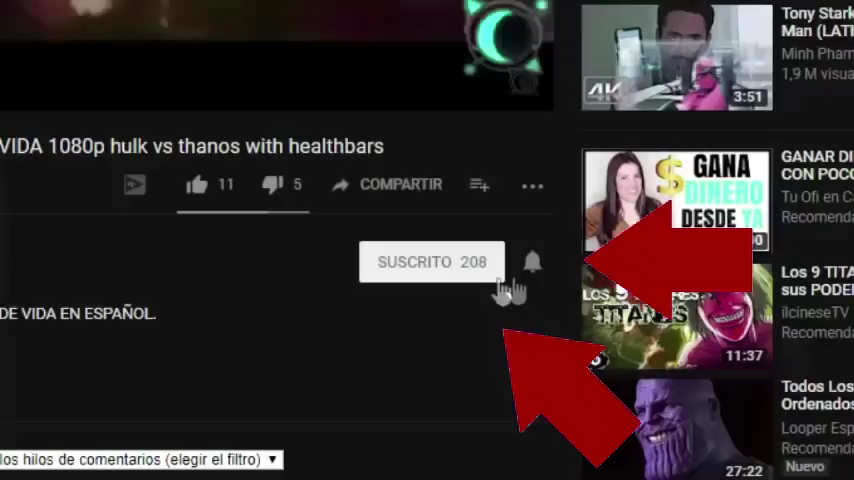 VIDA 1080p hulk vs thanos with healthbars
11
5
COMPARTIR
SUSCRITO 208
DE VIDA EN ESPAÑOL.
los hilos de comentarios (elegir el filtro)
4K
3:51
Tony Stark
Man (LATI
Minh Pham
1,9 M visua
$ GANA
DINERO
DESDE YA
GANAR DI
CON POCO
Tu Ofi en Ca
Recomenda
TITANES
11:37
Los 9 TITA
sus PODE
ilcineseTV
Recomenda
27:22
Todos Los
Ordenados
Looper Esp
Recomenda
Nuevo